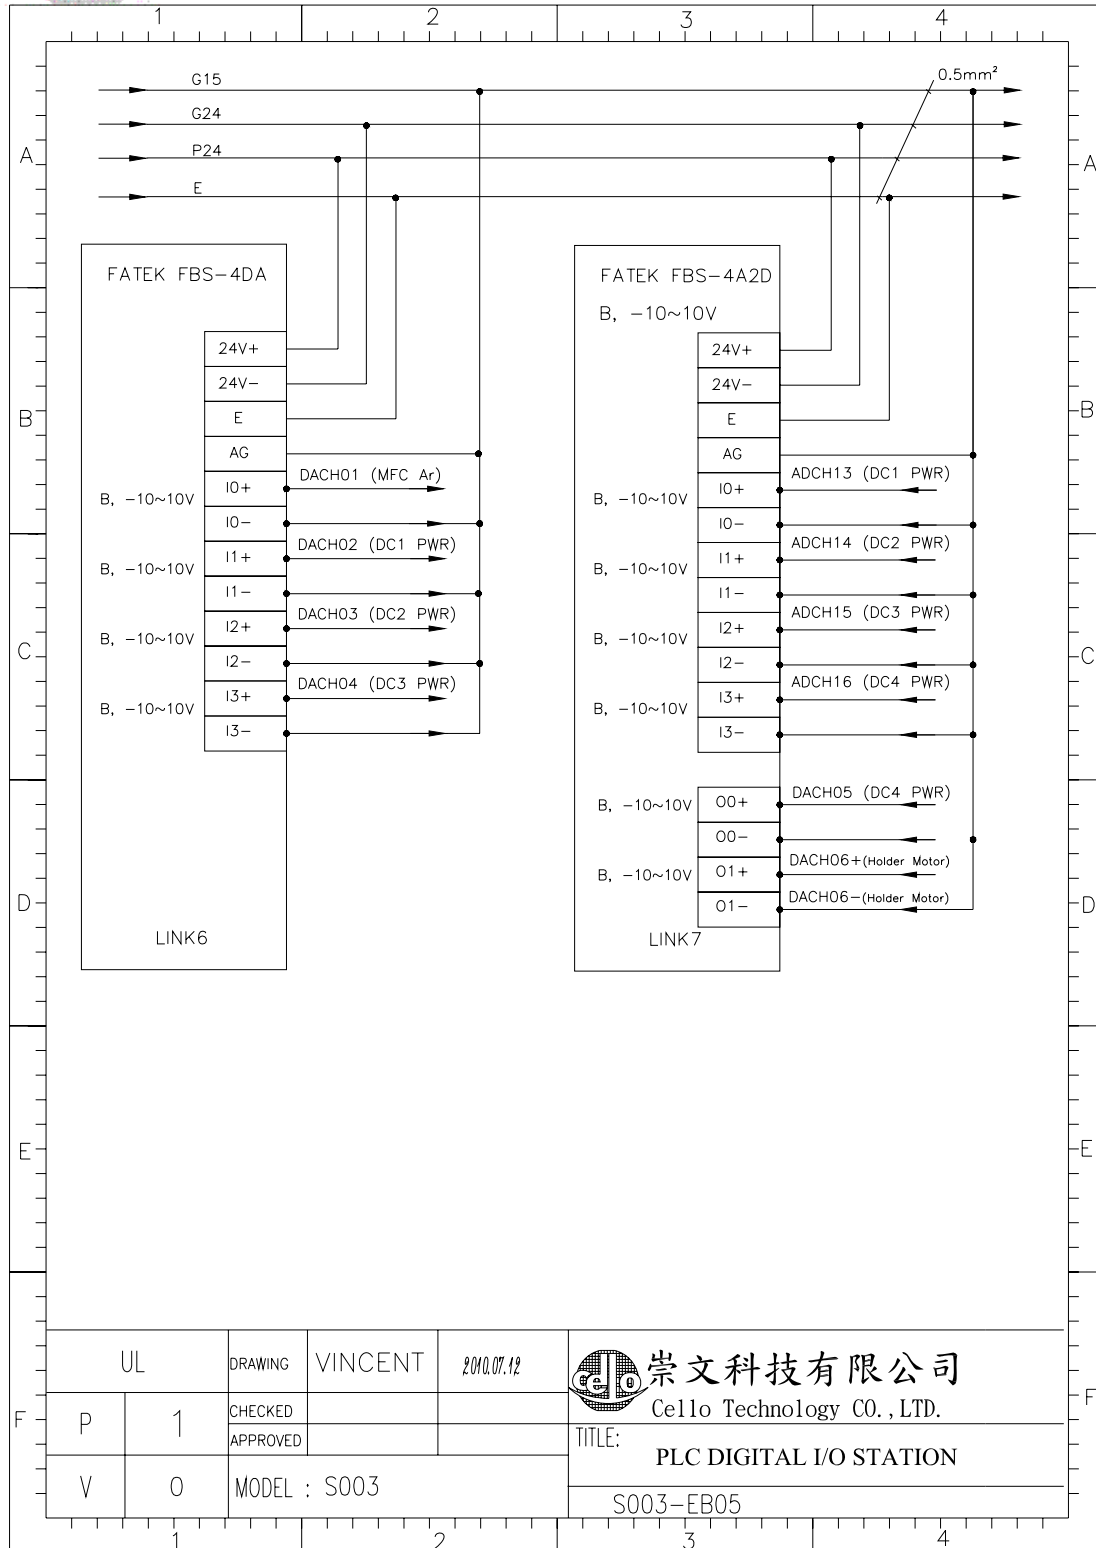 1 2 3 4
G15
0.5mm²
G24
P24
E
A A
FATEK FBS-4DA
24V+
24V-
E
AG
I0+
I0-
I1+
I1-
I2+
I2-
I3+
I3-
B, -10~10V
B, -10~10V
B, -10~10V
B, -10~10V
DACH01 (MFC Ar)
DACH02 (DC1 PWR)
DACH03 (DC2 PWR)
DACH04 (DC3 PWR)
LINK6
FATEK FBS-4A2D
B, -10~10V
24V+
24V-
E
AG
I0+
I0-
I1+
I1-
I2+
I2-
I3+
I3-
B, -10~10V
B, -10~10V
B, -10~10V
B, -10~10V
ADCH13 (DC1 PWR)
ADCH14 (DC2 PWR)
ADCH15 (DC3 PWR)
ADCH16 (DC4 PWR)
O0+
O0-
O1+
O1-
B, -10~10V
B, -10~10V
DACH05 (DC4 PWR)
DACH06+(Holder Motor)
DACH06-(Holder Motor)
LINK7
B B
C C
D D
E E
F F
UL
DRAWING VINCENT 2010.07.12
P 1
CHECKED
APPROVED
V 0
MODEL : S003
Cello
崇文科技有限公司
Cello Technology CO.,LTD.
TITLE:
PLC DIGITAL I/O STATION
S003-EB05
1 2 3 4